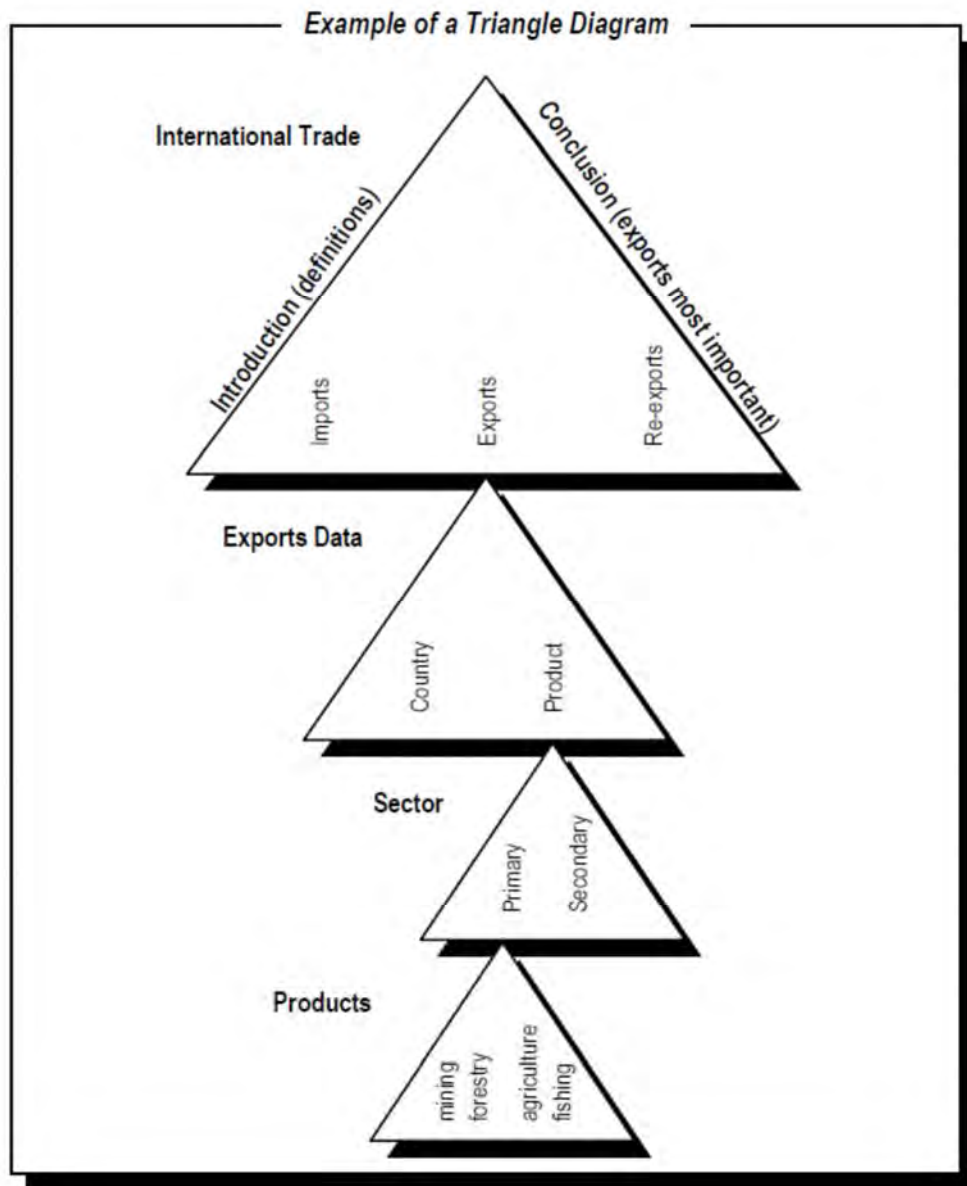 Example of a Triangle Diagram
International Trade
Introduction (definitions)
Conclusion (exports most important)
Imports
Exports
Re-exports
Exports Data
Country
Product
Sector
Primary
Secondary
Products
mining
forestry
agriculture
fishing